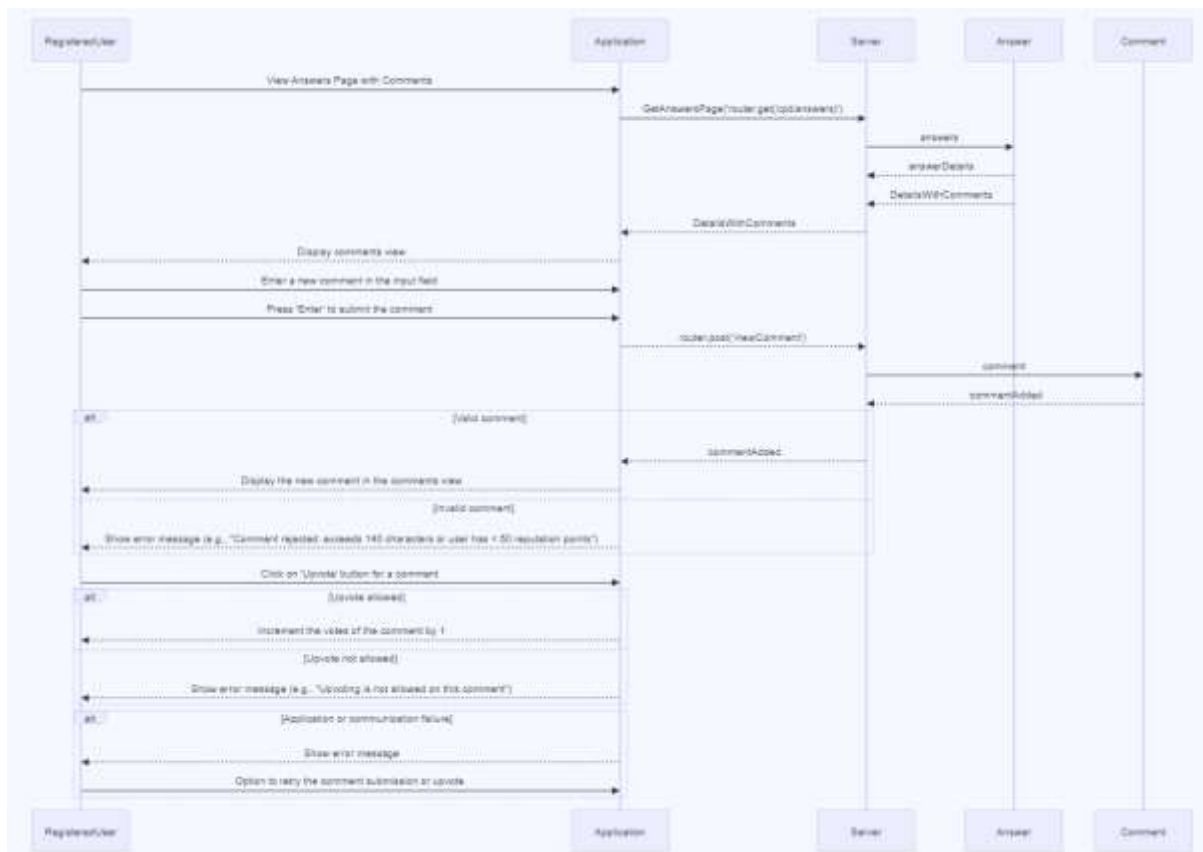 RegisteredUser Application Server Answer Comment
View Answers Page with Comments
GetAnswersPage('router.get(/qid/answers)')
answers
answerDetails
DetailsWithComments
DetailsWithComments
Display comments view
Enter a new comment in the input field
Press 'Enter' to submit the comment
comment
commentAdded
alt [Valid comment]
commentAdded
Display the new comment in the comments view
[Invalid comment]
Show error message (e.g., "Comment rejected: exceeds 140 characters or user has < 50 reputation points")
Click on 'Upvote' button for a comment
alt [Upvote allowed]
Increment the votes of the comment by 1
[Upvote not allowed]
Show error message (e.g., "Upvoting is not allowed on this comment")
alt [Application or communication failure]
Show error message
Option to retry the comment submission or upvote
RegisteredUser Application Server Answer Comment